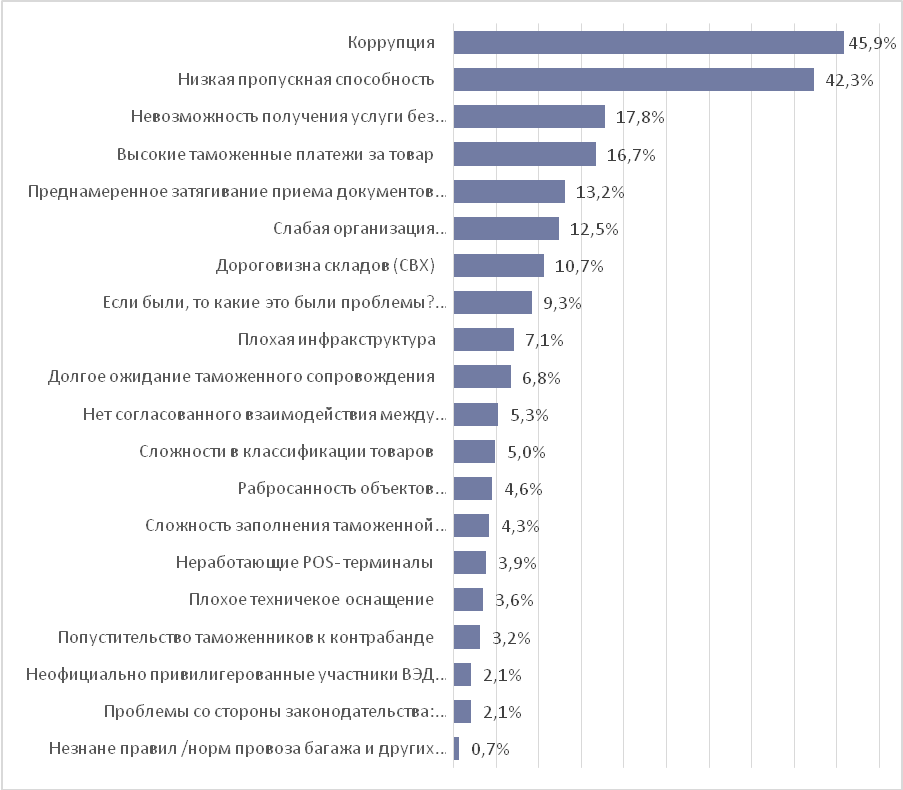 Коррупция 45,9%
Низкая пропускная способность 42,3%
Невозможность получения услуги без... 17,8%
Высокие таможенные платежи за товар 16,7%
Преднамеренное затягивание приема документов... 13,2%
Слабая организация... 12,5%
Дороговизна складов (СВХ) 10,7%
Если были, то какие это были проблемы?... 9,3%
Плохая инфракструктура 7,1%
Долгое ожидание таможенного сопровождения 6,8%
Нет согласованного взаимодействия между... 5,3%
Сложности в классификации товаров 5,0%
Рабросанность объектов... 4,6%
Сложность заполнения таможенной... 4,3%
Неработающие POS- терминалы 3,9%
Плохое техничекое оснащение 3,6%
Попустительство таможенников к контрабанде 3,2%
Неофициально привилигерованные участники ВЭД... 2,1%
Проблемы со стороны законодательства:... 2,1%
Незнане правил /норм провоза багажа и других... 0,7%